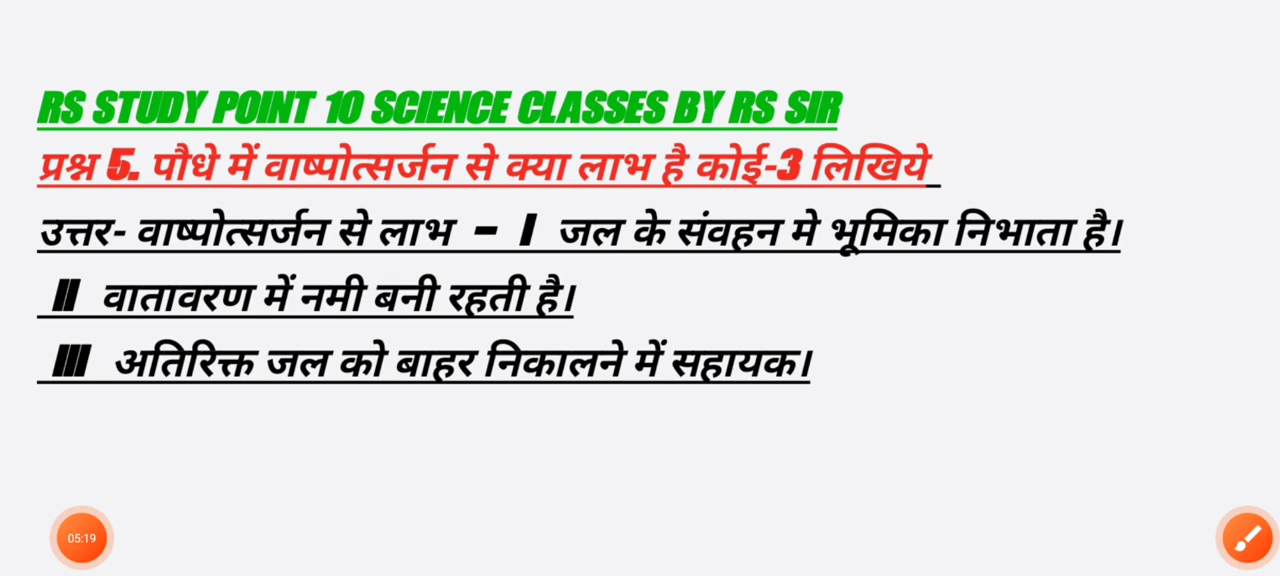 RS STUDY POINT 10 SCIENCE CLASSES BY RS SIR
प्रश्न 5. पौधे में वाष्पोत्सर्जन से क्या लाभ है कोई-3 लिखिये
उत्तर- वाष्पोत्सर्जन से लाभ – I जल के संवहन मे भूमिका निभाता है।
II वातावरण में नमी बनी रहती है।
III अतिरिक्त जल को बाहर निकालने में सहायक।
05:19